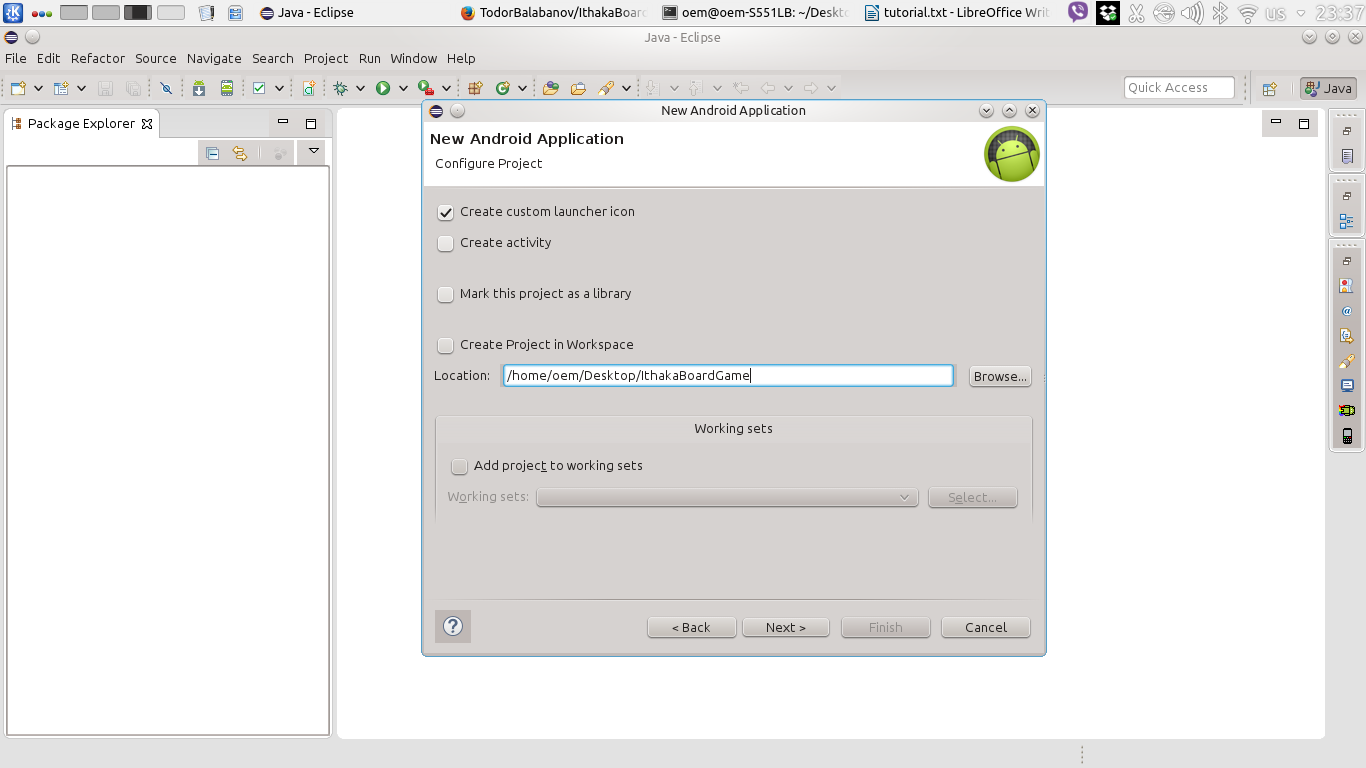 Java - Eclipse
TodorBalabanov/IthakaBoard
oem@oem-S551LB: ~/Deskto
tutorial.txt - LibreOffice Writ
us
23:37
Java - Eclipse
File Edit Refactor Source Navigate Search Project Run Window Help
Quick Access
Java
Package Explorer
New Android Application
New Android Application
Configure Project
Create custom launcher icon
Create activity
Mark this project as a library
Create Project in Workspace
Location: /home/oem/Desktop/IthakaBoardGame Browse...
Working sets
Add project to working sets
Working sets: Select...
? < Back Next > Finish Cancel